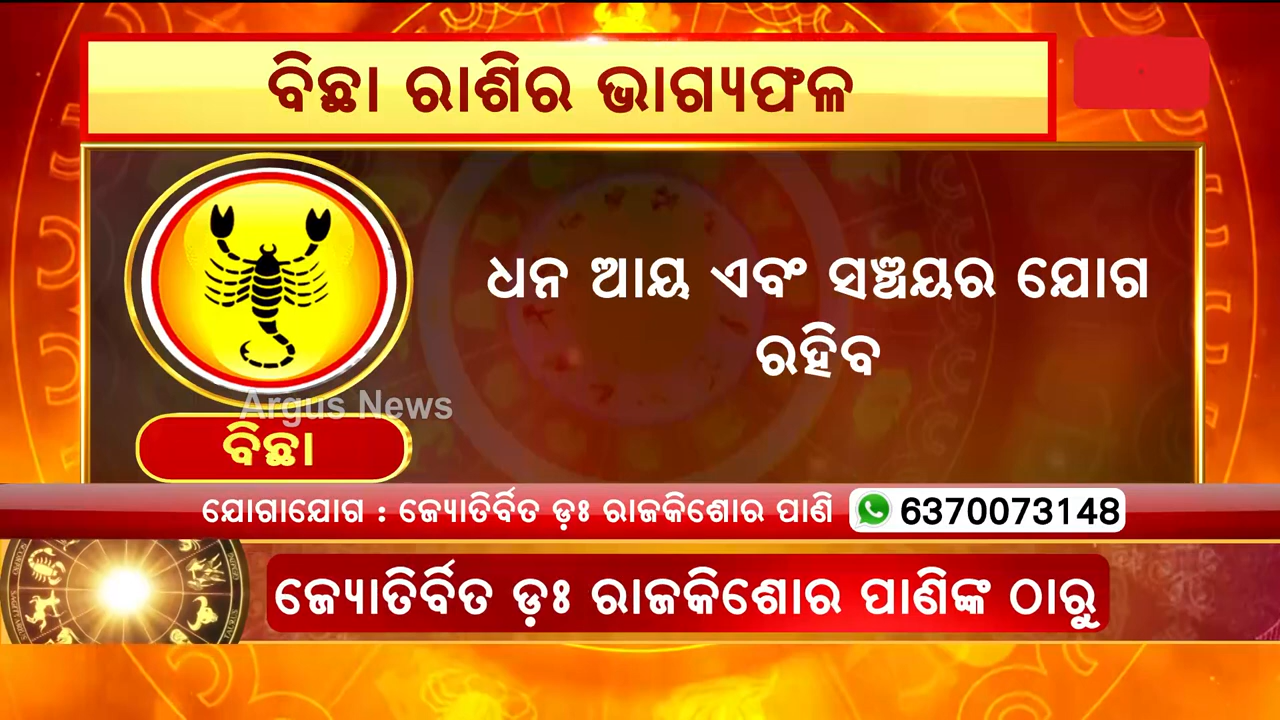 ବିଛା ରାଶିର ଭାଗ୍ୟଫଳ
ଧନ ଆୟ ଏବଂ ସଞ୍ଚୟର ଯୋଗ
ରହିବ
Argus News
ବିଛା
ଯୋଗାଯୋଗ : ଜ୍ୟୋତିର୍ବିତ ଡ଼ଃ ରାଜକିଶୋର ପାଣି 6370073148
ଜ୍ୟୋତିର୍ବିତ ଡ଼ଃ ରାଜକିଶୋର ପାଣିଙ୍କ ଠାରୁ